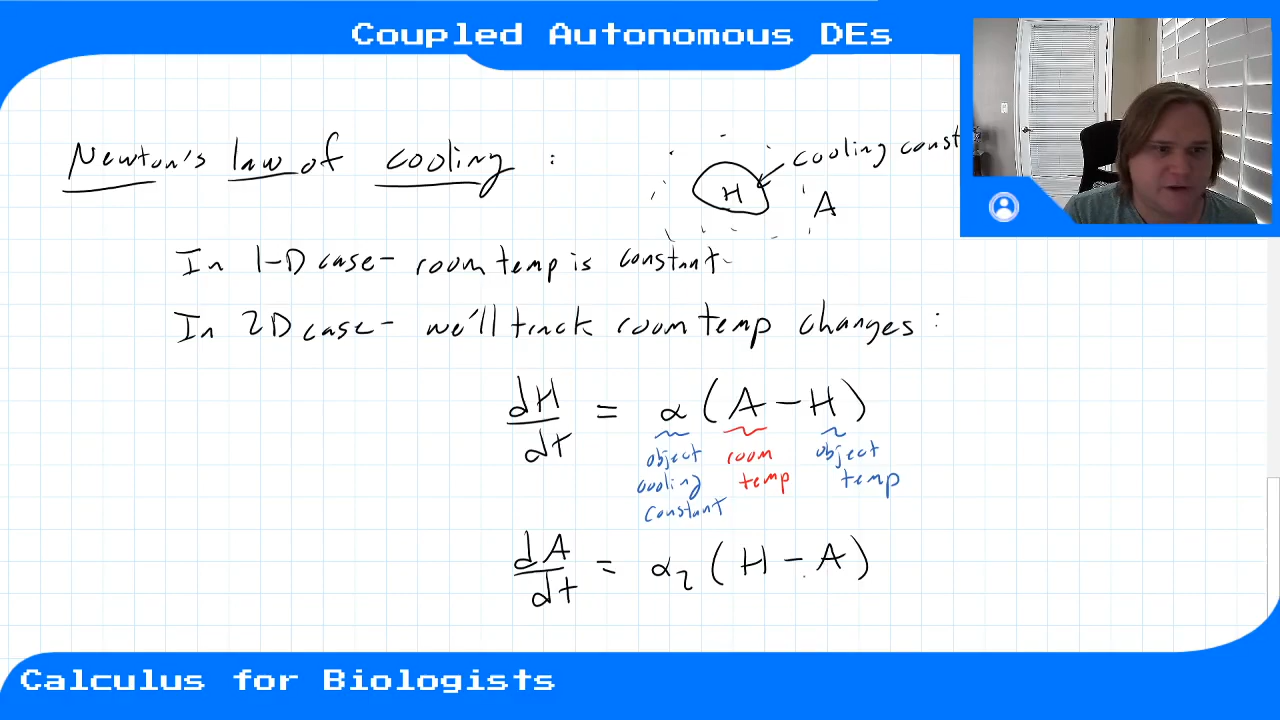 Coupled Autonomous DEs
Newton's law of cooling :
cooling const
H
A
In 1-D case- room temp is constant-
In 2D case- we'll track room temp changes:
dH/dt = α (A - H)
object cooling constant
room temp
object temp
dA/dt = α₂ (H - A)
Calculus for Biologists